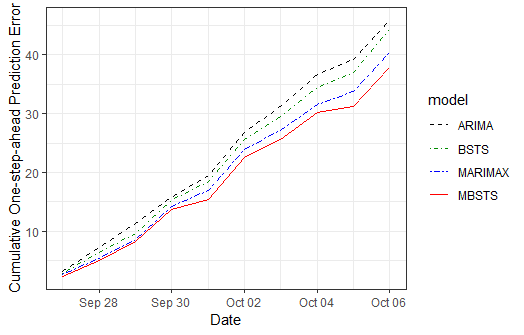 Cumulative One-step-ahead Prediction Error
40
30
20
10
Sep 28
Sep 30
Oct 02
Oct 04
Oct 06
Date
model
ARIMA
BSTS
MARIMAX
MBSTS